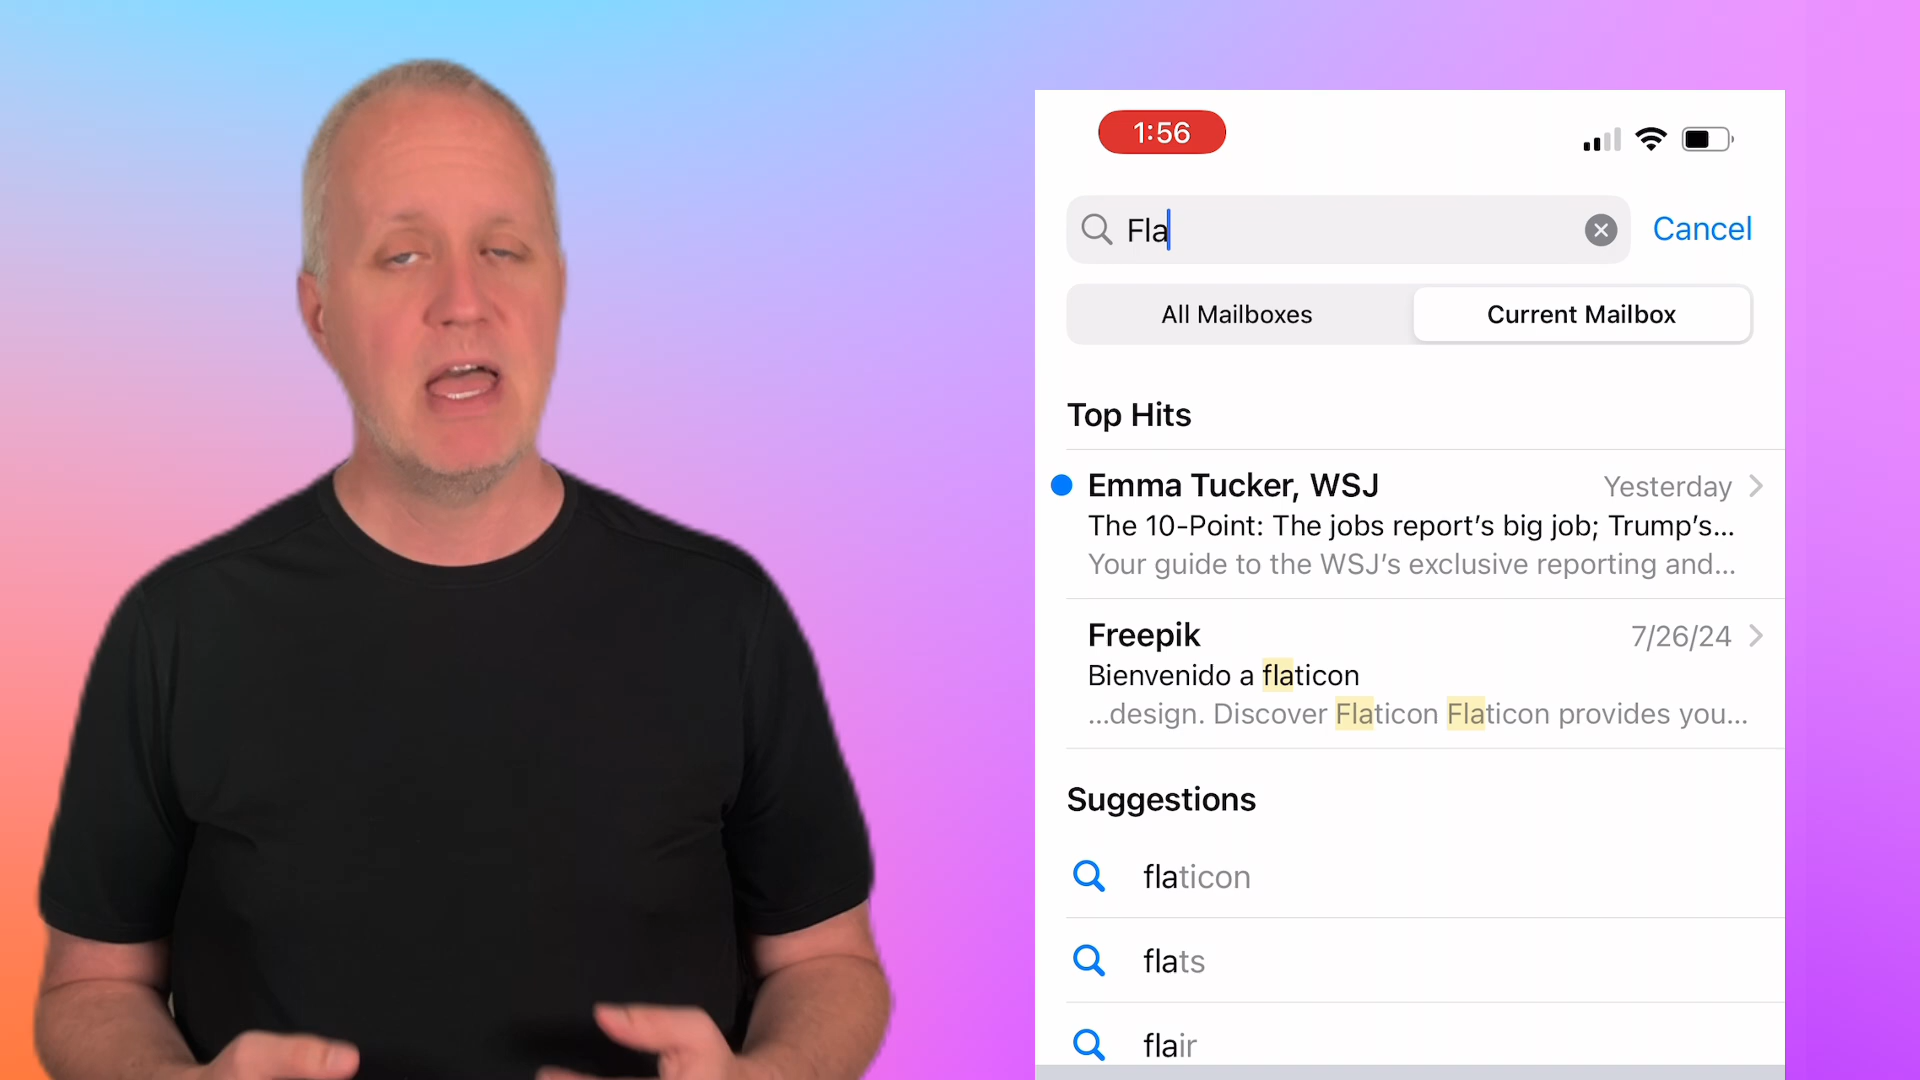 1:56
Fla
Cancel
All Mailboxes
Current Mailbox
Top Hits
Emma Tucker, WSJ
Yesterday
The 10-Point: The jobs report’s big job; Trump’s...
Your guide to the WSJ’s exclusive reporting and...
Freepik
7/26/24
Bienvenido a flaticon
...design. Discover Flaticon Flaticon provides you...
Suggestions
flaticon
flats
flair